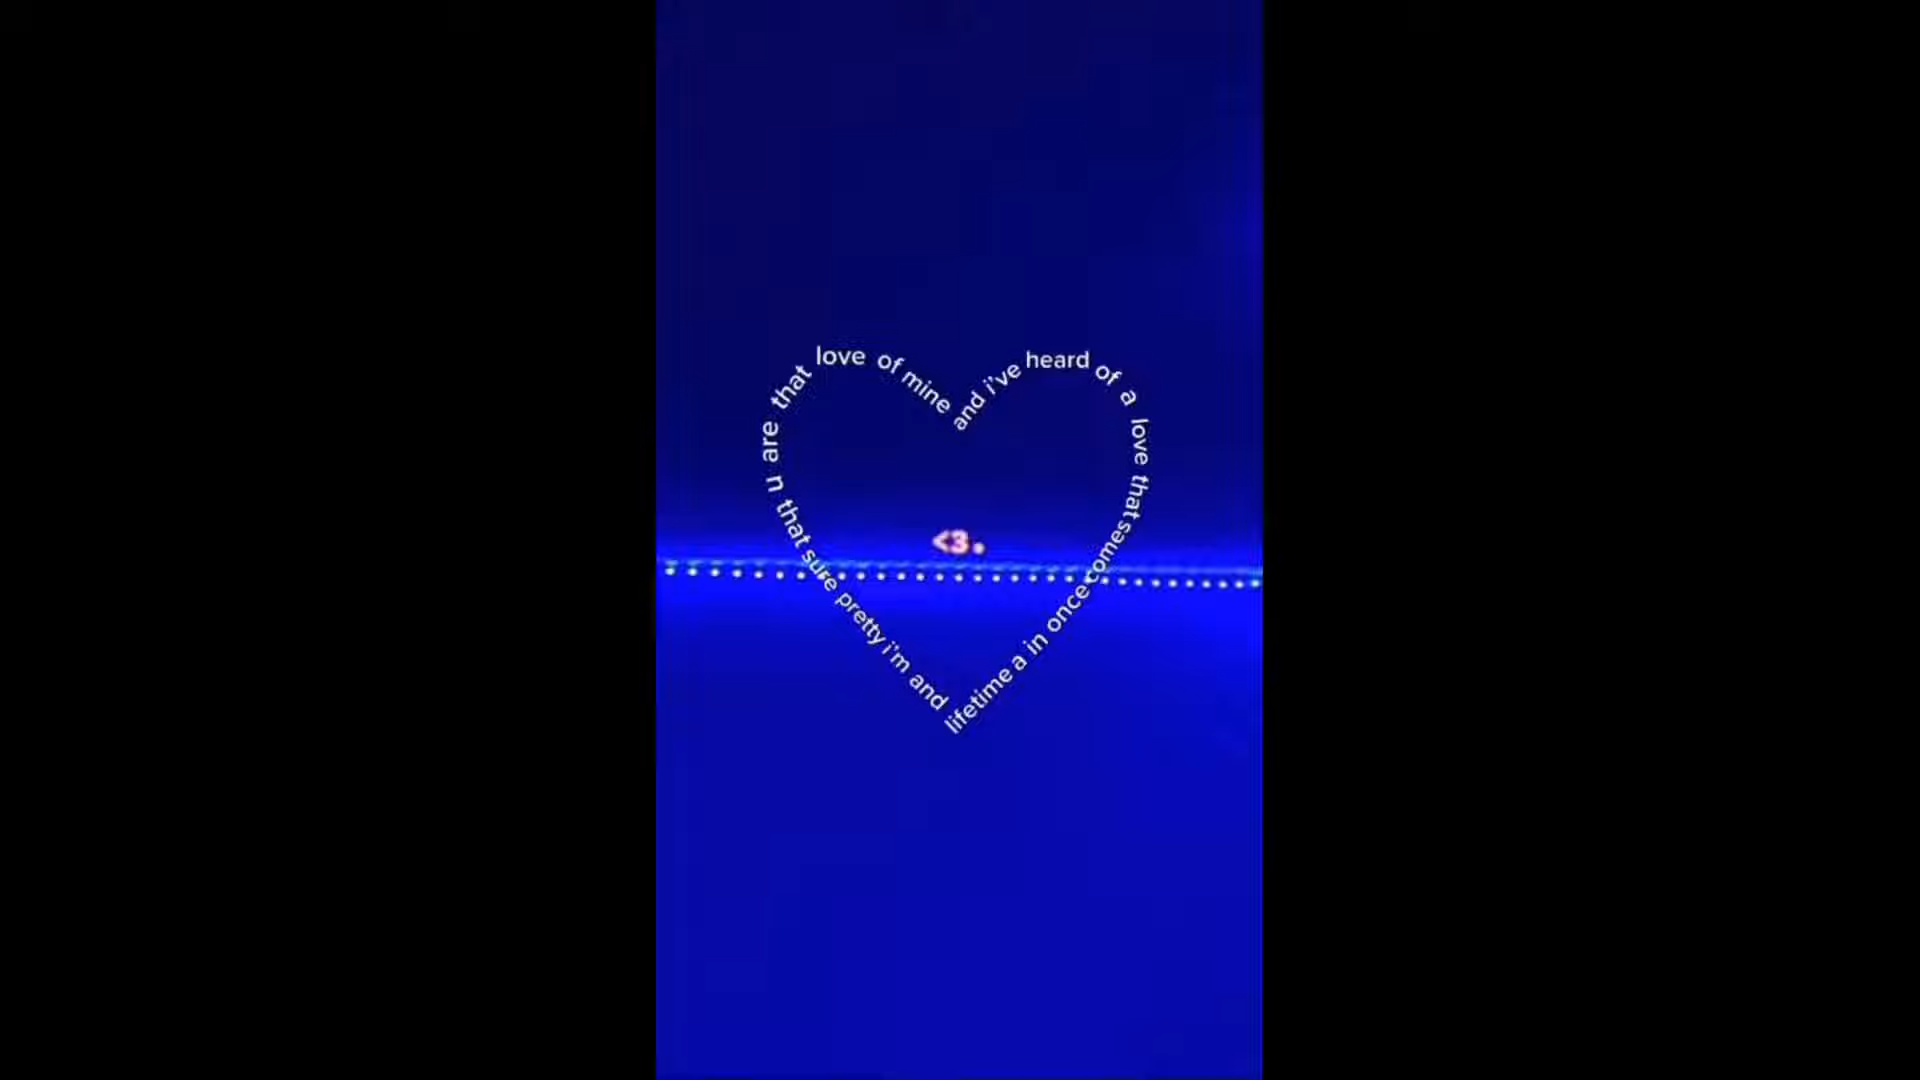 and i've heard of a love that comes once in a lifetime
and i'm pretty sure that u are that love of mine
<3.